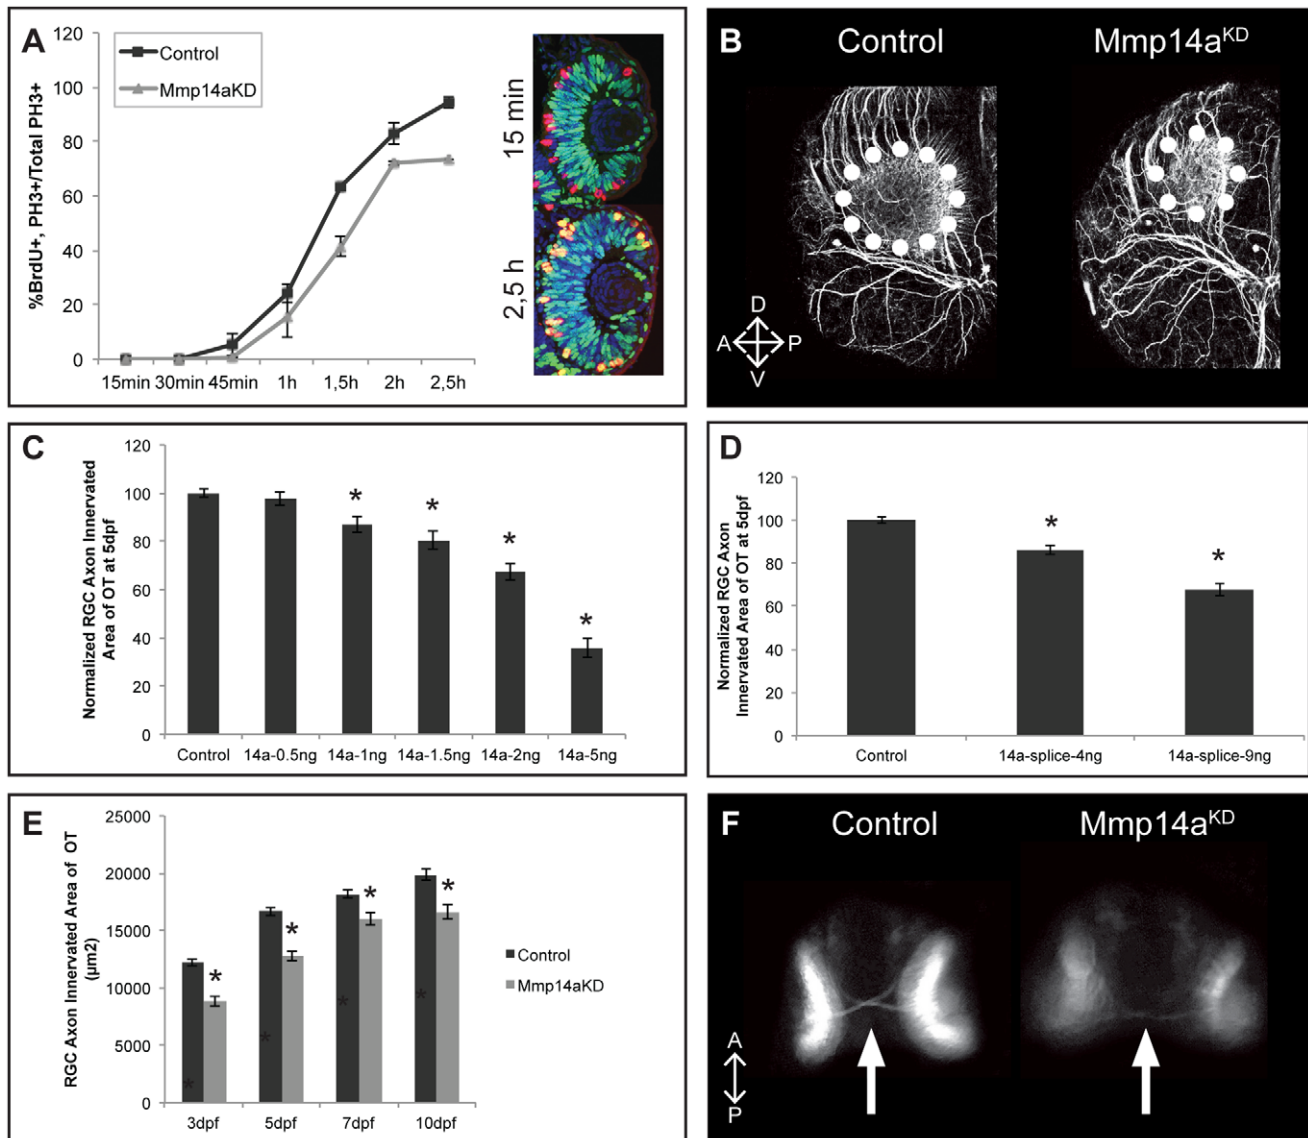 A
120
100
80
60
40
20
0
%BrdU+, PH3+/Total PH3+
Control
Mmp14aKD
15min 30min 45min 1h 1,5h 2h 2,5h
15 min
2,5 h
B
Control
Mmp14aKD
D
A P
V
C
120
100
80
60
40
20
0
Normalized RGC Axon Innervated
Area of OT at 5dpf
* * * *
Control 14a-0.5ng 14a-1ng 14a-1.5ng 14a-2ng 14a-5ng
D
120
100
80
60
40
20
0
Normalized RGC Axon
Innervated Area of OT at 5dpf
* *
Control 14a-splice-4ng 14a-splice-9ng
E
25000
20000
15000
10000
5000
0
RGC Axon Innervated Area of OT
(µm2)
* * * *
* * * *
3dpf 5dpf 7dpf 10dpf
Control
Mmp14aKD
F
Control
Mmp14aKD
A
P